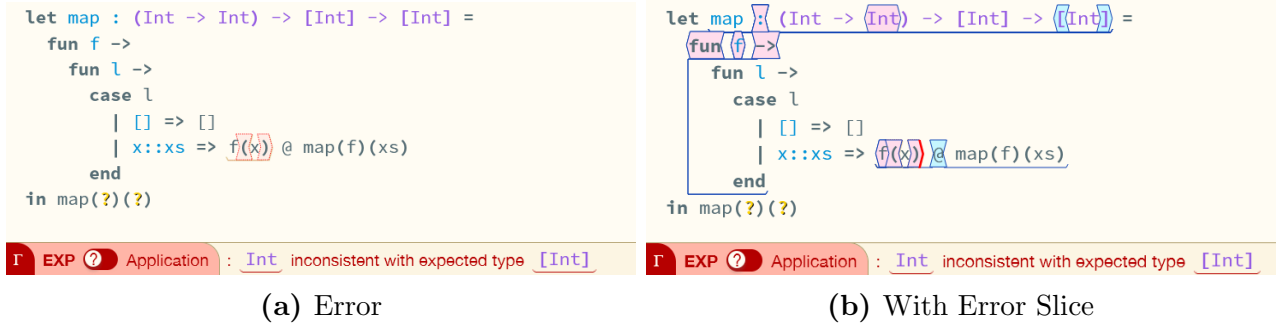 let map : (Int -> Int) -> [Int] -> [Int] =
fun f ->
fun l ->
case l
| [] => []
| x::xs => f(x) @ map(f)(xs)
end
in map(?)(?)
Γ EXP ? Application : Int inconsistent with expected type [Int]
(a) Error
let map : (Int -> Int) -> [Int] -> [Int] =
fun f ->
fun l ->
case l
| [] => []
| x::xs => f(x) @ map(f)(xs)
end
in map(?)(?)
Γ EXP ? Application : Int inconsistent with expected type [Int]
(b) With Error Slice